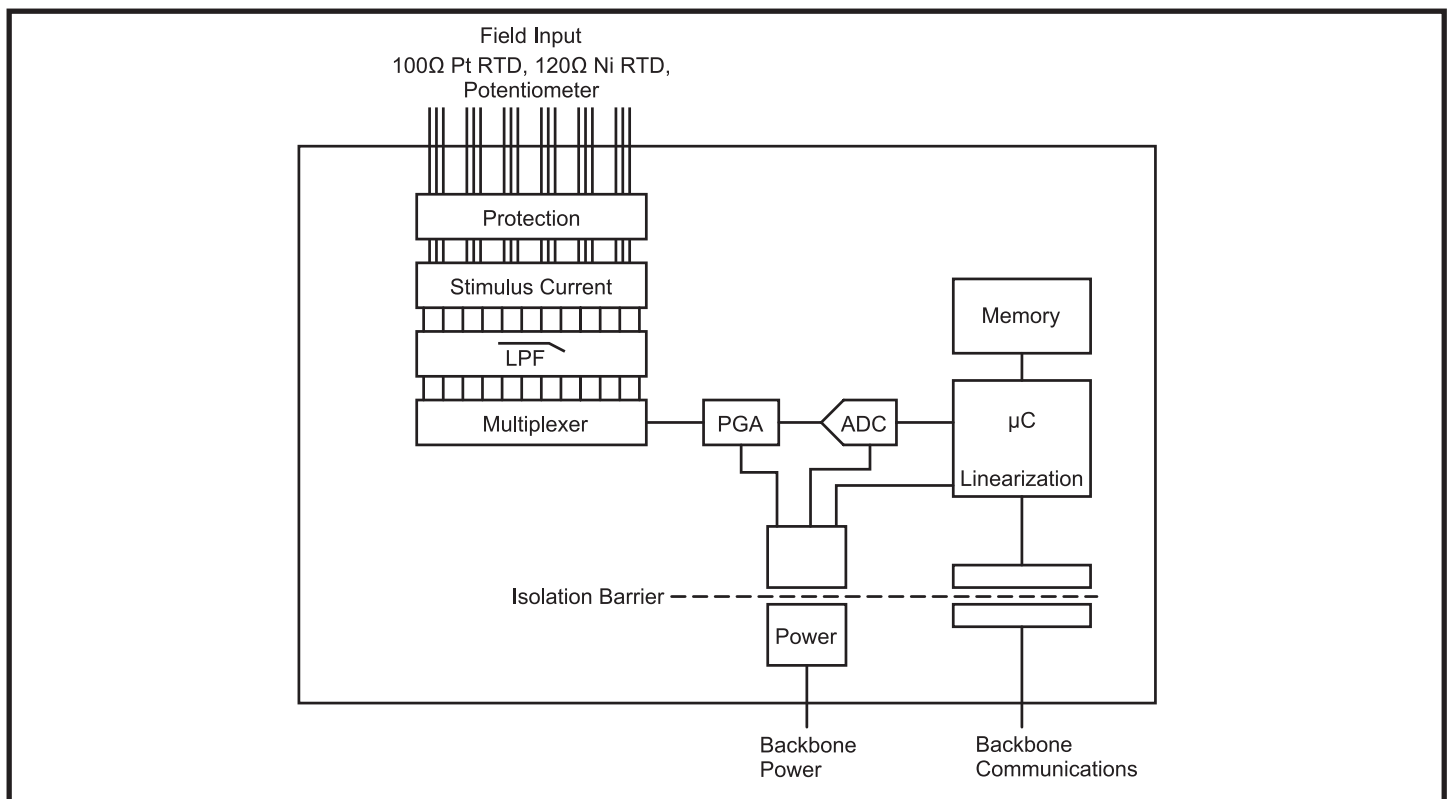 Field Input
100Ω Pt RTD, 120Ω Ni RTD,
Potentiometer
Protection
Stimulus Current
LPF
Multiplexer
PGA
ADC
Memory
µC
Linearization
Isolation Barrier
Power
Backbone
Power
Backbone
Communications